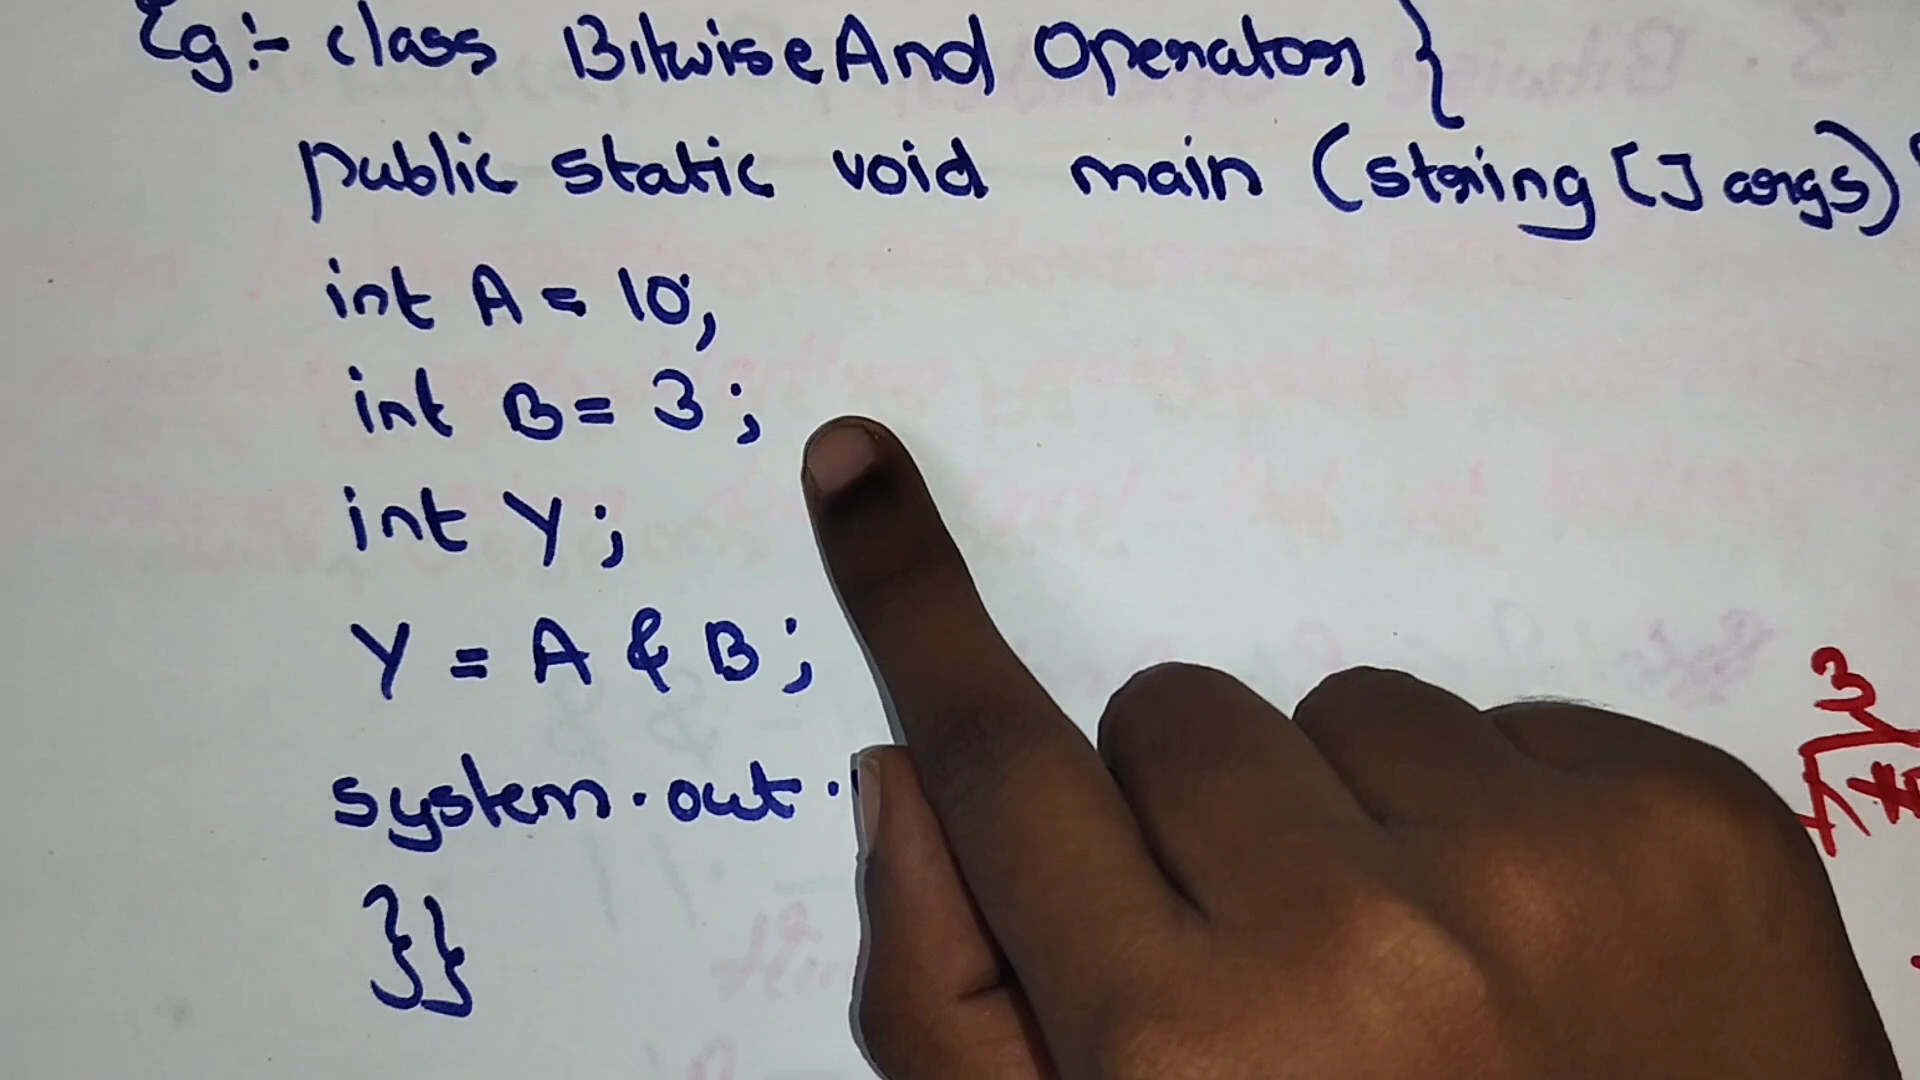 Eg:- class BitwiseAnd Operator {
public static void main (string [] args)
int A = 10;
int B = 3;
int Y;
Y = A & B;
system.out.
}}